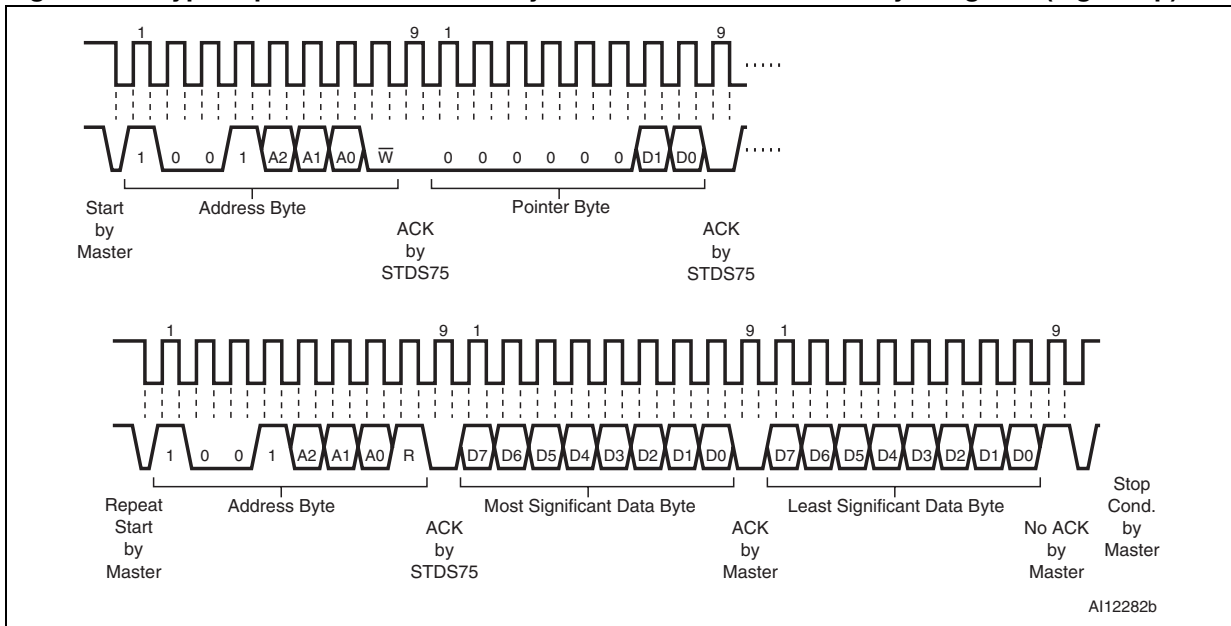 1 9 1 9
1 0 0 1 A2 A1 A0 W 0 0 0 0 0 0 D1 D0
Address Byte Pointer Byte
Start
by
Master
ACK
by
STDS75
ACK
by
STDS75
1 9 1 9 1 9
1 0 0 1 A2 A1 A0 R D7 D6 D5 D4 D3 D2 D1 D0 D7 D6 D5 D4 D3 D2 D1 D0
Address Byte Most Significant Data Byte Least Significant Data Byte
Repeat
Start
by
Master
ACK
by
STDS75
ACK
by
Master
No ACK
by
Master
Stop
Cond.
by
Master
AI12282b